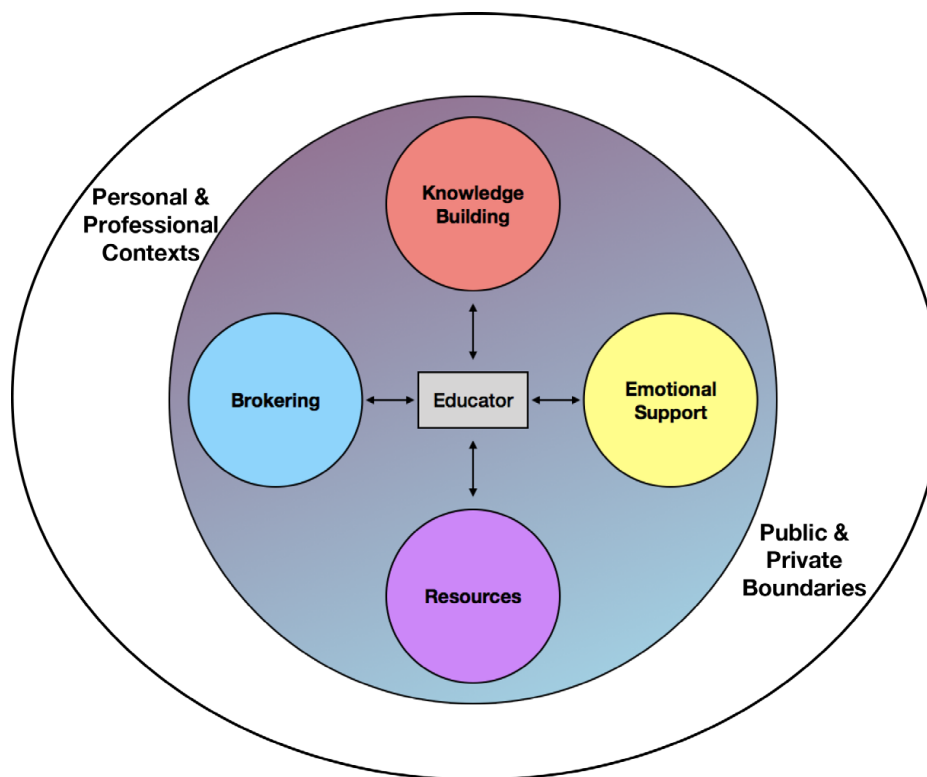 Knowledge
Building
Personal &
Professional
Contexts
Brokering
Educator
Emotional
Support
Public &
Private
Boundaries
Resources